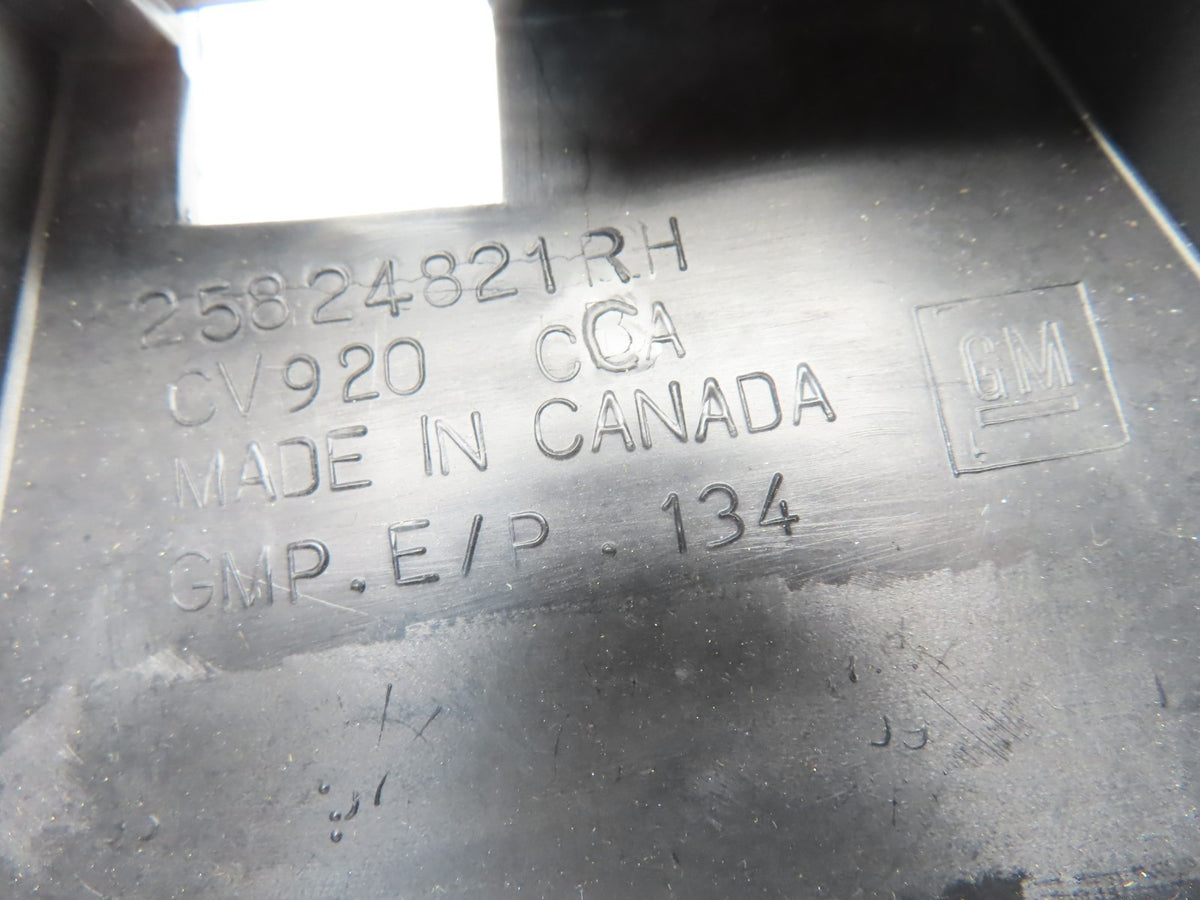 25824821RH
CV920 CCA
MADE IN CANADA
GMP.E/P.134
GM